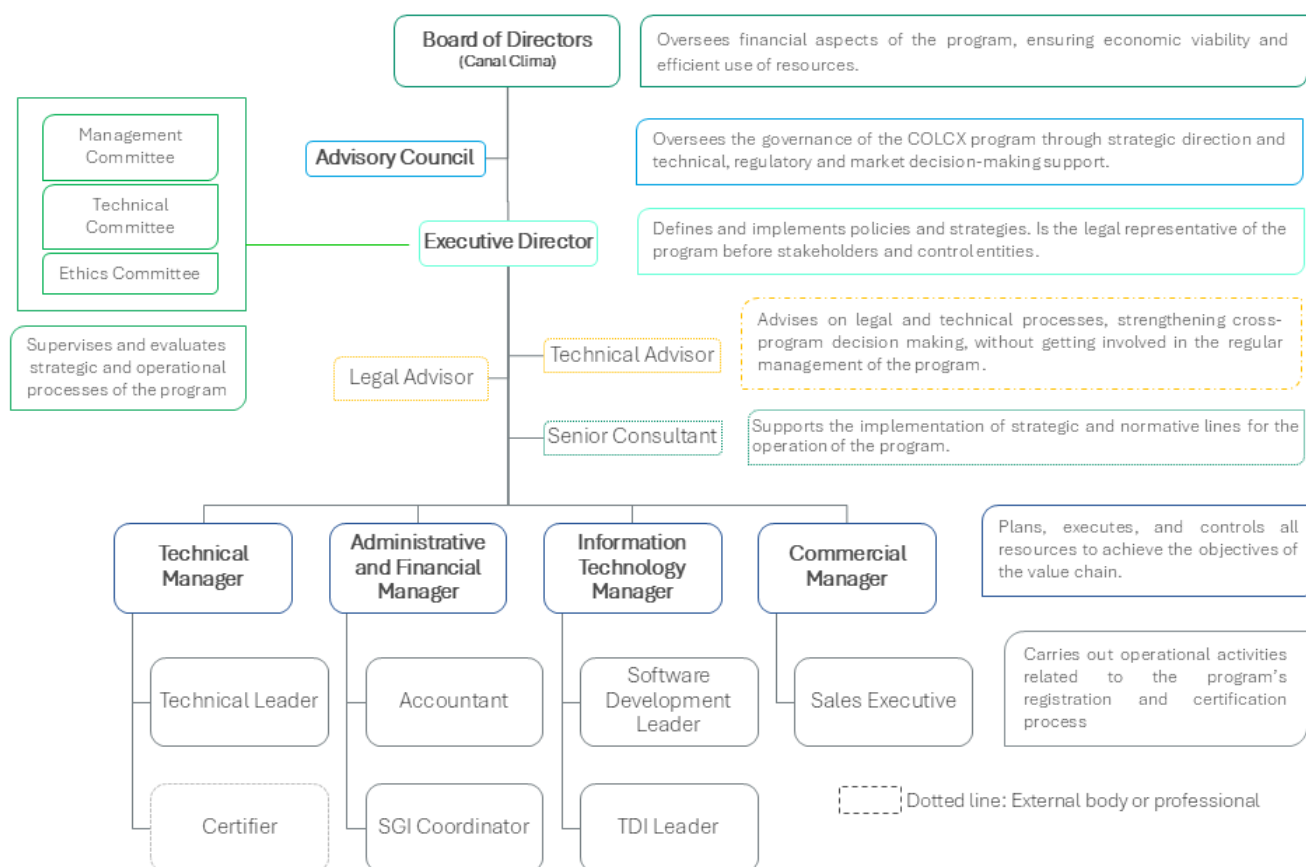 Board of Directors
(Canal Clima)
Oversees financial aspects of the program, ensuring economic viability and
efficient use of resources.
Management
Committee
Technical
Committee
Ethics Committee
Advisory Council
Oversees the governance of the COLCX program through strategic direction and
technical, regulatory and market decision-making support.
Executive Director
Defines and implements policies and strategies. Is the legal representative of the
program before stakeholders and control entities.
Supervises and evaluates
strategic and operational
processes of the program
Legal Advisor
Technical Advisor
Advises on legal and technical processes, strengthening cross-
program decision making, without getting involved in the regular
management of the program.
Senior Consultant
Supports the implementation of strategic and normative lines for the
operation of the program.
Technical
Manager
Administrative
and Financial
Manager
Information
Technology
Manager
Commercial
Manager
Plans, executes, and controls all
resources to achieve the objectives of
the value chain.
Technical Leader
Accountant
Software
Development
Leader
Sales Executive
Carries out operational activities
related to the program's
registration and certification
process
Certifier
SGI Coordinator
TDI Leader
Dotted line: External body or professional